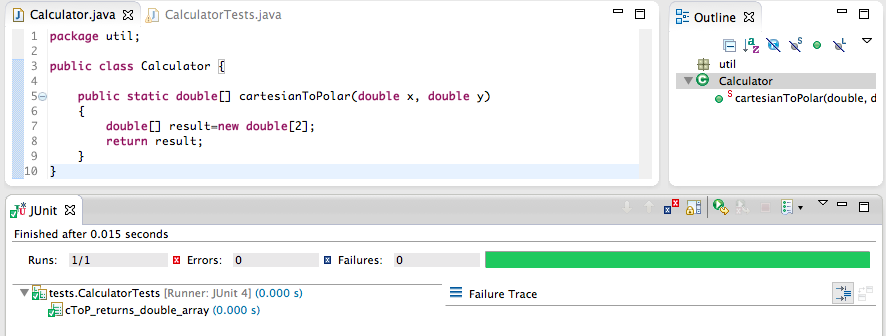 Calculator.java
CalculatorTests.java
1 package util;
2
3 public class Calculator {
4
5 public static double[] cartesianToPolar(double x, double y)
6 {
7 double[] result=new double[2];
8 return result;
9 }
10 }
Outline
util
Calculator
cartesianToPolar(double, d
JUnit
Finished after 0.015 seconds
Runs: 1/1 Errors: 0 Failures: 0
tests.CalculatorTests [Runner: JUnit 4] (0.000 s)
cToP_returns_double_array (0.000 s)
Failure Trace